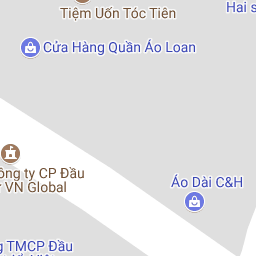 Tiệm Uốn Tóc Tiên
Hai
Cửa Hàng Quần Áo Loan
ty CP Đầu
VN Global
Áo Dài C&H
TMCP Đầu